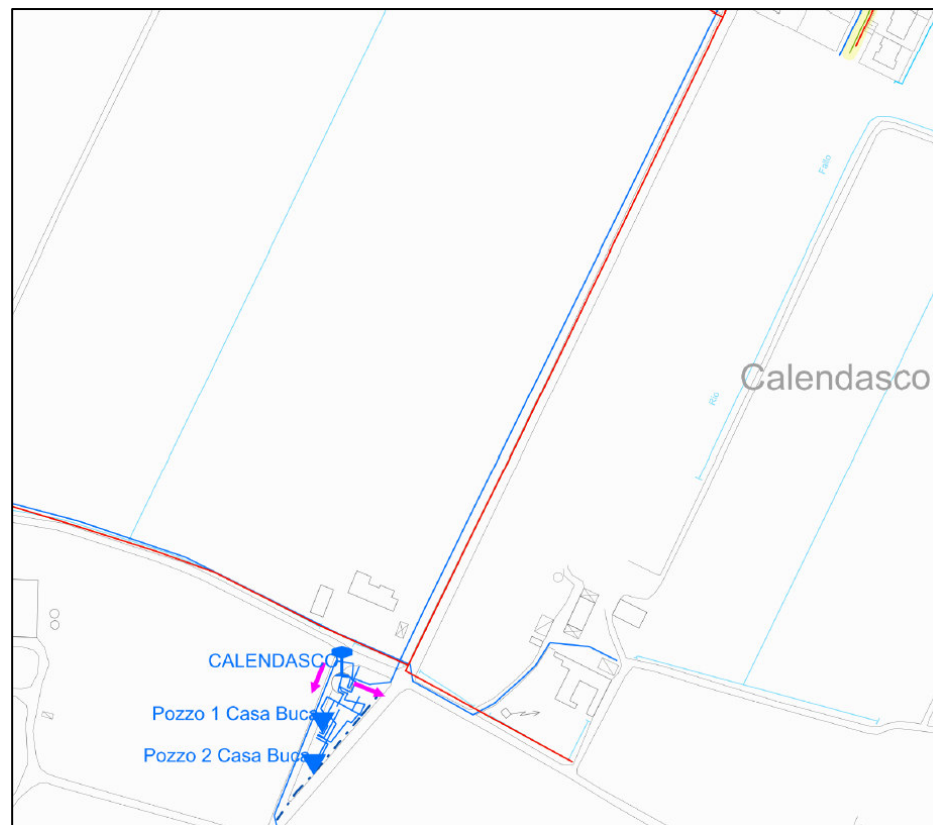 Fallo
Calendasco
Rio
CALENDASCO
Pozzo 1 Casa Buca
Pozzo 2 Casa Buca